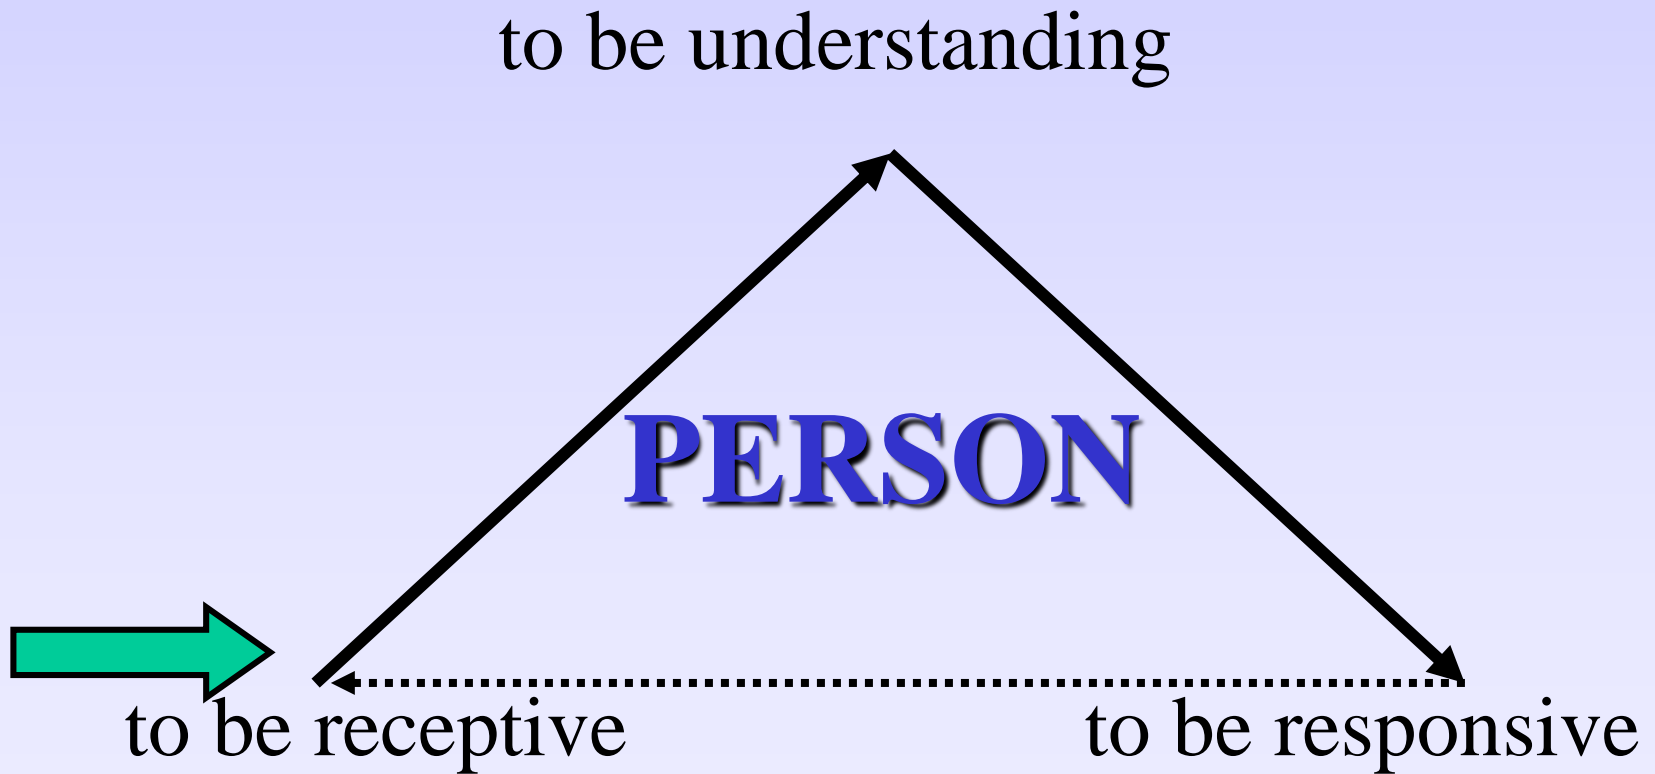 to be understanding
PERSON
to be receptive
to be responsive